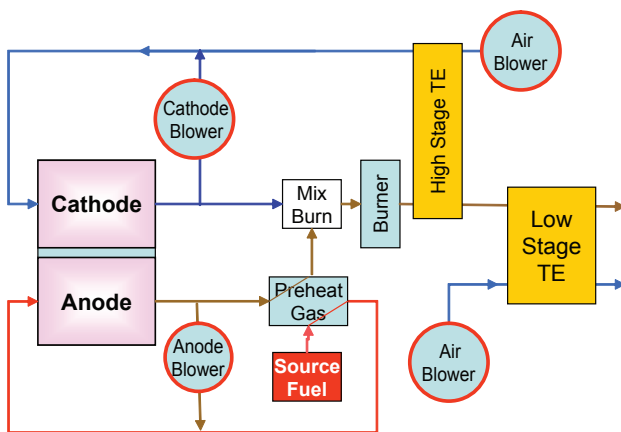 Air
Blower
High Stage TE
Cathode
Blower
Cathode
Mix
Burn
Burner
Low
Stage
TE
Anode
Preheat
Gas
Anode
Blower
Source
Fuel
Air
Blower